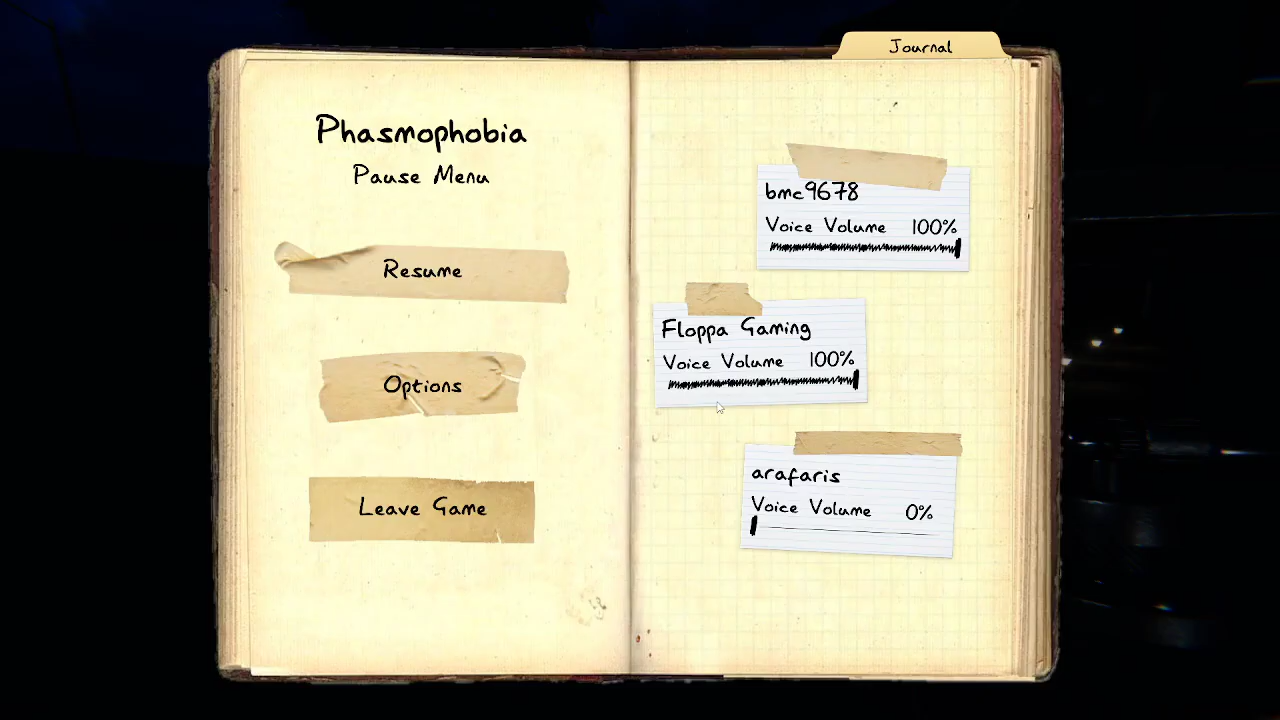 Journal
Phasmophobia
Pause Menu
Resume
Options
Leave Game
bmc9678
Voice Volume 100%
Floppa Gaming
Voice Volume 100%
arafaris
Voice Volume 0%